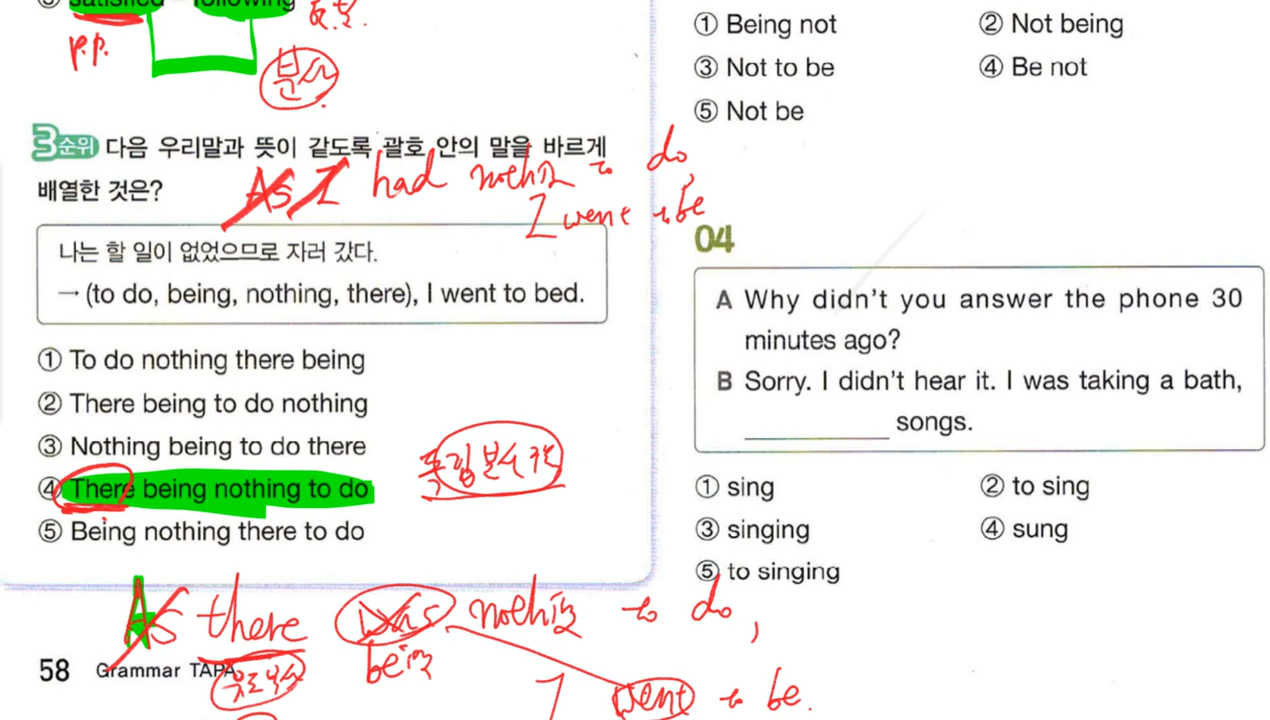 satisfied – following
p.p.
분사
3순위 다음 우리말과 뜻이 같도록 괄호 안의 말을 바르게
배열한 것은?
As I had nothing to do,
I went to be
나는 할 일이 없었으므로 자러 갔다.
→ (to do, being, nothing, there), I went to bed.
① To do nothing there being
② There being to do nothing
③ Nothing being to do there
④ There being nothing to do
⑤ Being nothing there to do
독립분사구문
As there was nothing to do,
being
유도부사
I went to be.
58 Grammar TAPA
① Being not ② Not being
③ Not to be ④ Be not
⑤ Not be
04
A Why didn't you answer the phone 30
minutes ago?
B Sorry. I didn't hear it. I was taking a bath,
__________ songs.
① sing ② to sing
③ singing ④ sung
⑤ to singing